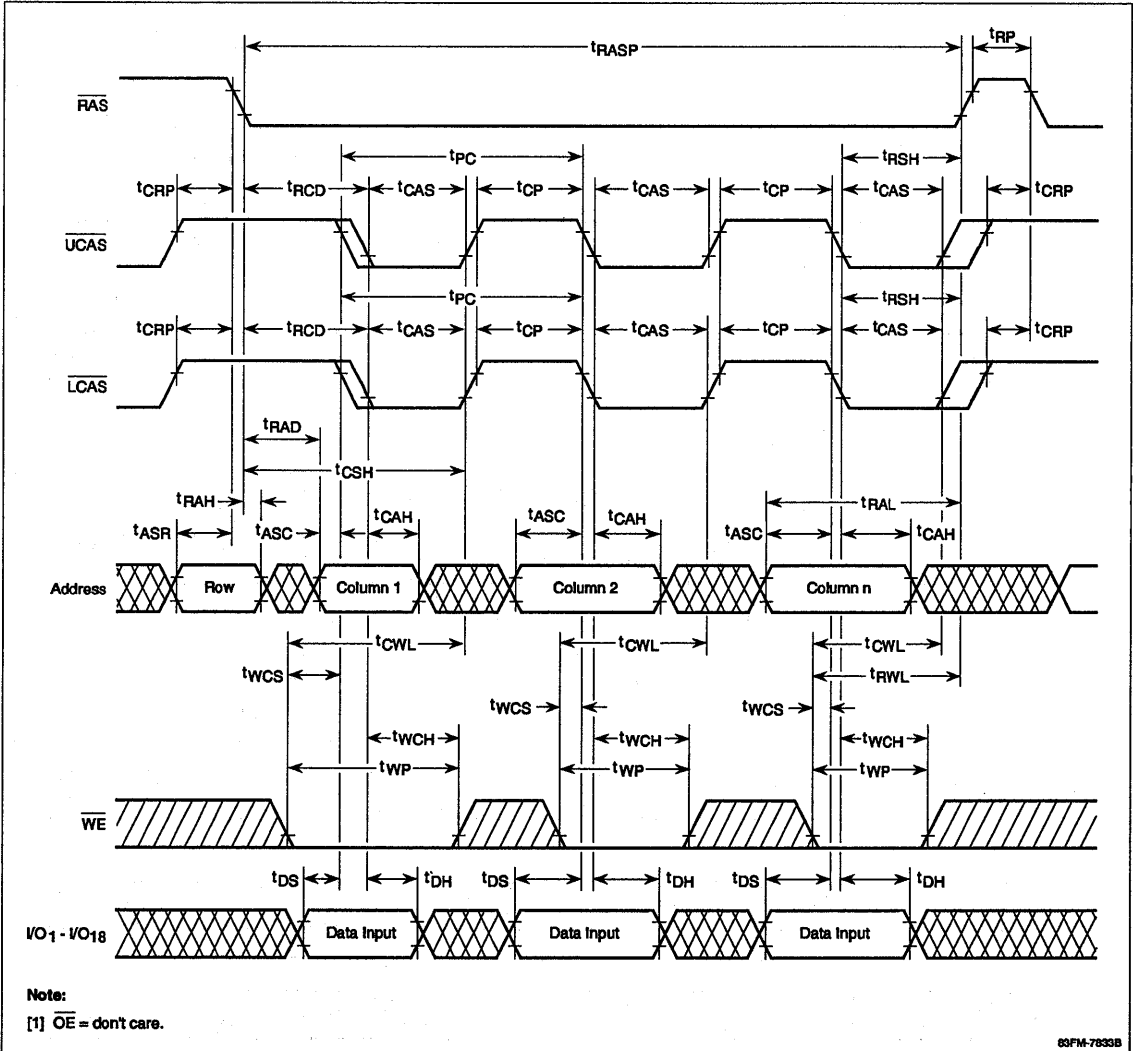 tRASP tRP
RAS
tPC tRSH
tCRP tRCD tCAS tCP tCAS tCP tCAS tCRP
UCAS
tPC tRSH
tCRP tRCD tCAS tCP tCAS tCP tCAS tCRP
LCAS
tRAD
tCSH
tRAH tRAL
tASR tASC tCAH tASC tCAH tASC tCAH
Address Row Column 1 Column 2 Column n
tCWL tCWL tCWL
tWCS tRWL
tWCS tWCS
tWCH tWCH tWCH
tWP tWP tWP
WE
tDS tDH tDS tDH tDS tDH
I/O1 - I/O18 Data Input Data Input Data Input
Note:
[1] OE = don't care.
83FM-7833B